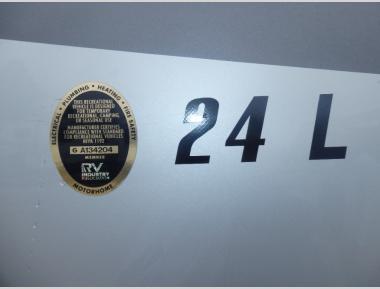 ELECTRICAL • PLUMBING • HEATING • FIRE SAFETY
THIS RECREATIONAL
VEHICLE IS DESIGNED
FOR TEMPORARY
RECREATIONAL, CAMPING,
OR SEASONAL USE
MANUFACTURER CERTIFIES
COMPLIANCE WITH STANDARD
FOR RECREATIONAL VEHICLES.
NFPA 1192
6 A134204
MEMBER
RV
INDUSTRY
ASSOCIATION
MOTORHOME
24 L